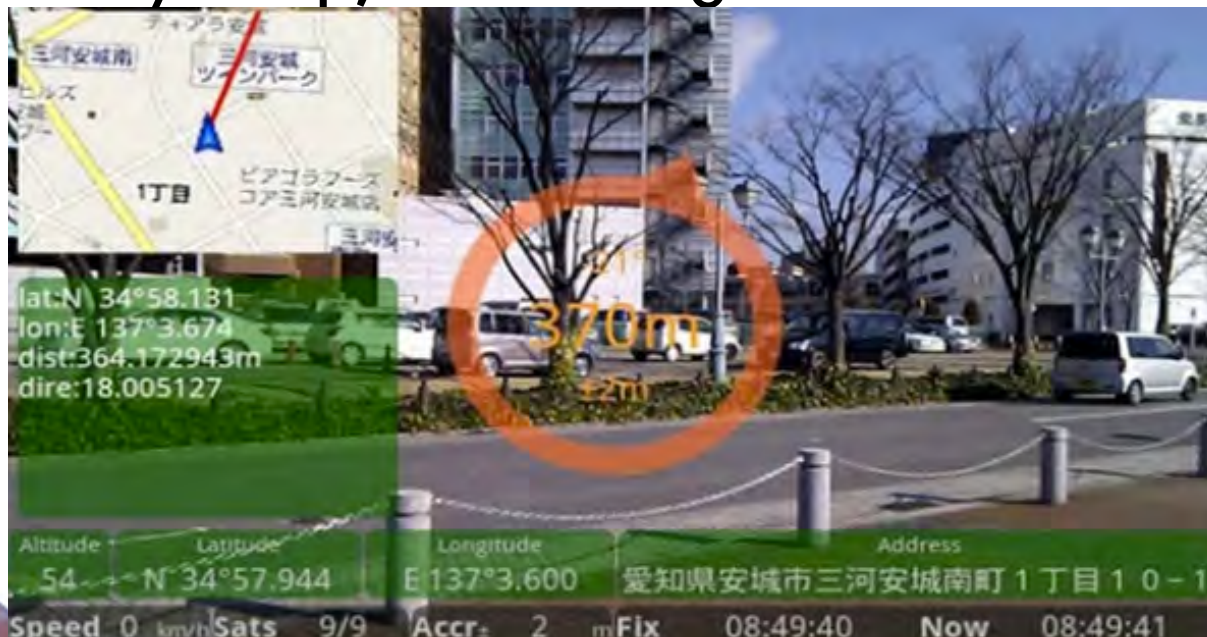 ティアラ安城
三河安城南
三河安城
ツインパーク
ヒルズ
1丁目
ピアゴラフーズ
コア三河安城店
lat:N 34°58.131
lon:E 137°3.674
dist:364.172943m
dire:18.005127
370m
±2m
Altitude Latitude Longitude Address
54 N 34°57.944 E 137°3.600 愛知県安城市三河安城南町1丁目10-1
Speed 0 km/h Sats 9/9 Accr± 2 m Fix 08:49:40 Now 08:49:41